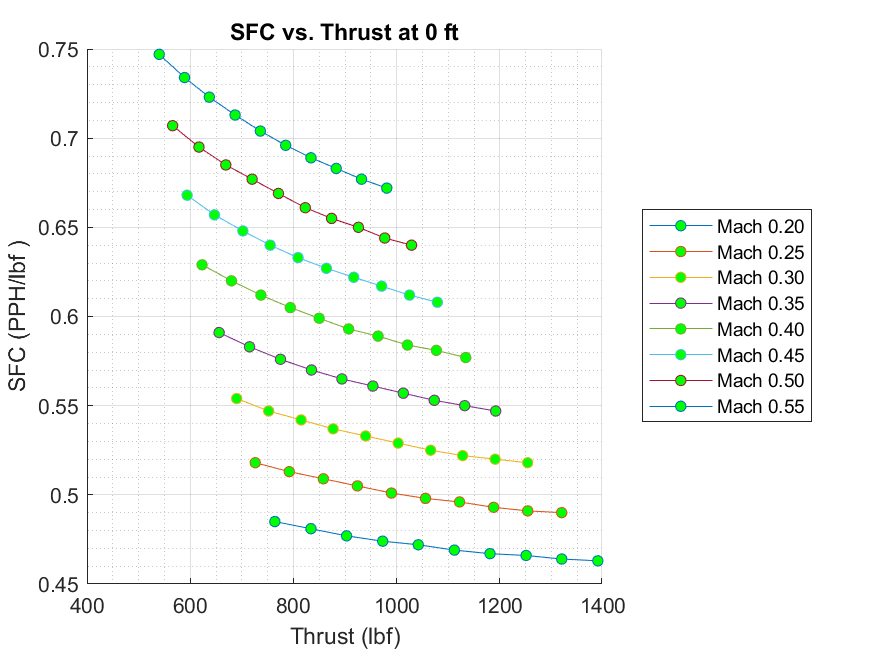 SFC vs. Thrust at 0 ft
0.75
0.7
0.65
0.6
0.55
0.5
0.45
SFC (PPH/lbf )
400 600 800 1000 1200 1400
Thrust (lbf)
Mach 0.20
Mach 0.25
Mach 0.30
Mach 0.35
Mach 0.40
Mach 0.45
Mach 0.50
Mach 0.55